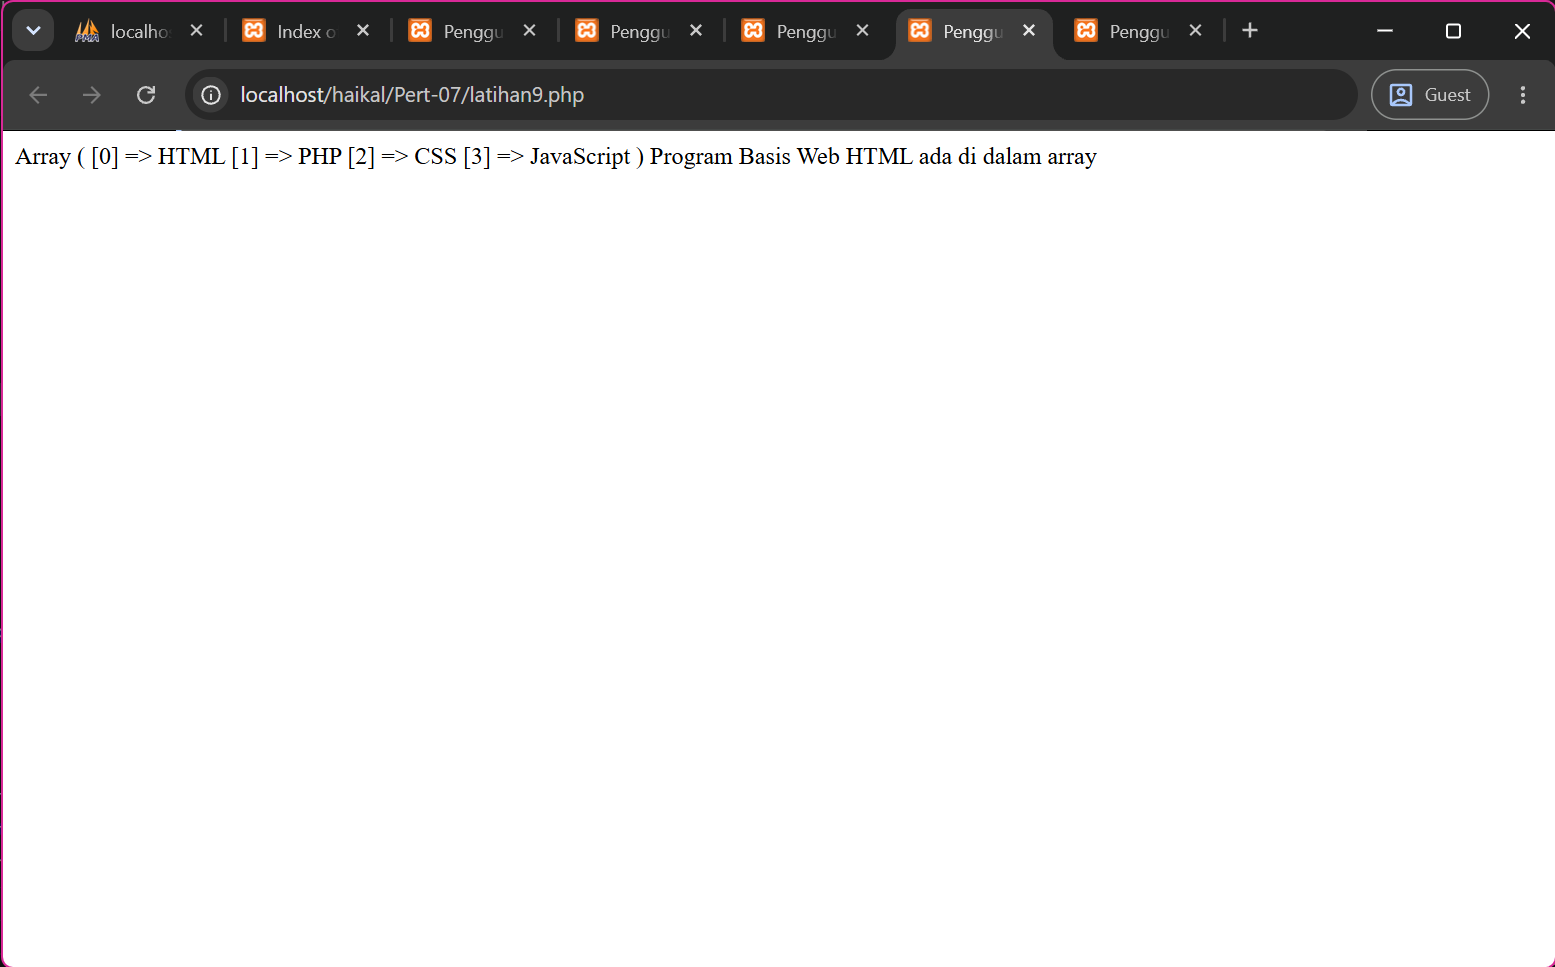 localho
Index o
Penggu
Penggu
Penggu
Penggu
Penggu
localhost/haikal/Pert-07/latihan9.php
Guest
Array ( [0] => HTML [1] => PHP [2] => CSS [3] => JavaScript ) Program Basis Web HTML ada di dalam array